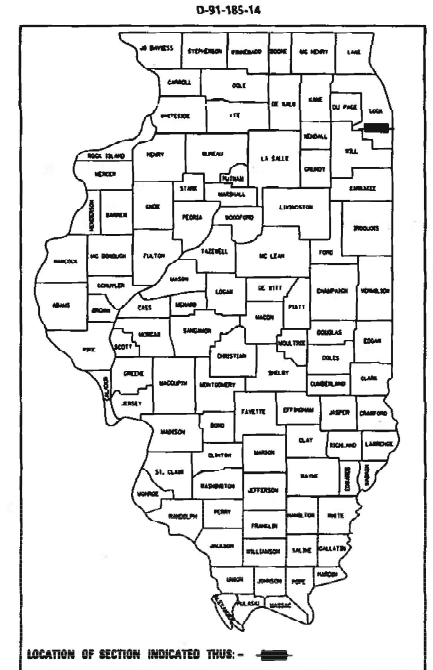 D-91-185-14
JO DAVIESS STEPHENSON WINNEBAGO BOONE MC HENRY LAKE
CARROLL OGLE DE KALB KANE DU PAGE COOK
WHITESIDE LEE KENDALL WILL
ROCK ISLAND HENRY BUREAU LA SALLE GRUNDY
MERCER PUTNAM KANKAKEE
STARK MARSHALL
HENDERSON WARREN KNOX PEORIA WOODFORD LIVINGSTON IROQUOIS
HANCOCK MC DONOUGH FULTON TAZEWELL MC LEAN FORD
SCHUYLER MASON LOGAN DE WITT CHAMPAIGN VERMILION
ADAMS BROWN CASS MENARD MACON PIATT
PIKE SCOTT MORGAN SANGAMON MOULTRIE DOUGLAS EDGAR
CHRISTIAN COLES
CALHOUN GREENE MACOUPIN MONTGOMERY SHELBY CUMBERLAND CLARK
JERSEY FAYETTE EFFINGHAM JASPER CRAWFORD
MADISON BOND CLAY RICHLAND LAWRENCE
CLINTON MARION
ST. CLAIR WASHINGTON JEFFERSON WAYNE EDWARDS WABASH
MONROE
RANDOLPH PERRY HAMILTON WHITE
FRANKLIN
JACKSON WILLIAMSON SALINE GALLATIN
UNION JOHNSON POPE HARDIN
ALEXANDER PULASKI MASSAC
LOCATION OF SECTION INDICATED THUS: -